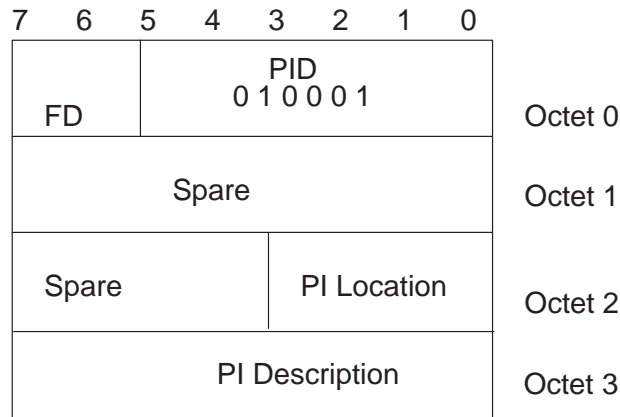 7 6 5 4 3 2 1 0
PID
0 1 0 0 0 1
FD
Octet 0
Spare
Octet 1
Spare
PI Location
Octet 2
PI Description
Octet 3